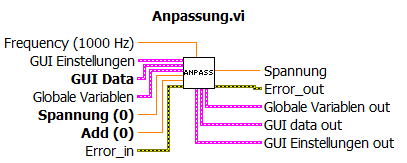 Anpassung.vi
Frequency (1000 Hz)
GUI Einstellungen
GUI Data
Globale Variablen
Spannung (0)
Add (0)
Error_in
ANPASS
Spannung
Error_out
Globale Variablen out
GUI data out
GUI Einstellungen out